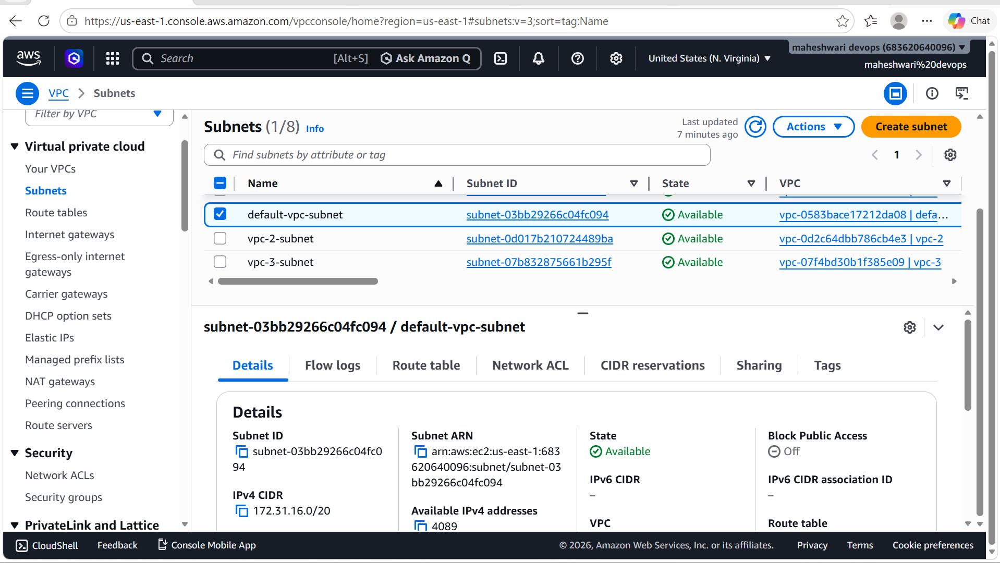 https://us-east-1.console.aws.amazon.com/vpcconsole/home?region=us-east-1#subnets:v=3;sort=tag:Name
Chat
aws
Search
[Alt+S]
Ask Amazon Q
United States (N. Virginia)
maheshwari devops (683620640096)
maheshwari%20devops
VPC
Subnets
Filter by VPC
Virtual private cloud
Your VPCs
Subnets
Route tables
Internet gateways
Egress-only internet
gateways
Carrier gateways
DHCP option sets
Elastic IPs
Managed prefix lists
NAT gateways
Peering connections
Route servers
Security
Network ACLs
Security groups
PrivateLink and Lattice
Subnets (1/8) Info
Last updated
7 minutes ago
Actions
Create subnet
Find subnets by attribute or tag
1
Name Subnet ID State VPC
default-vpc-subnet subnet-03bb29266c04fc094 Available vpc-0583bace17212da08 | defa...
vpc-2-subnet subnet-0d017b210724489ba Available vpc-0d2c64dbb786cb4e3 | vpc-2
vpc-3-subnet subnet-07b832875661b295f Available vpc-07f4bd30b1f385e09 | vpc-3
subnet-03bb29266c04fc094 / default-vpc-subnet
Details Flow logs Route table Network ACL CIDR reservations Sharing Tags
Details
Subnet ID
subnet-03bb29266c04fc0
94
IPv4 CIDR
172.31.16.0/20
Subnet ARN
arn:aws:ec2:us-east-1:683
620640096:subnet/subnet-03
bb29266c04fc094
Available IPv4 addresses
4089
State
Available
IPv6 CIDR
–
VPC
Block Public Access
Off
IPv6 CIDR association ID
–
Route table
CloudShell
Feedback
Console Mobile App
© 2026, Amazon Web Services, Inc. or its affiliates.
Privacy
Terms
Cookie preferences